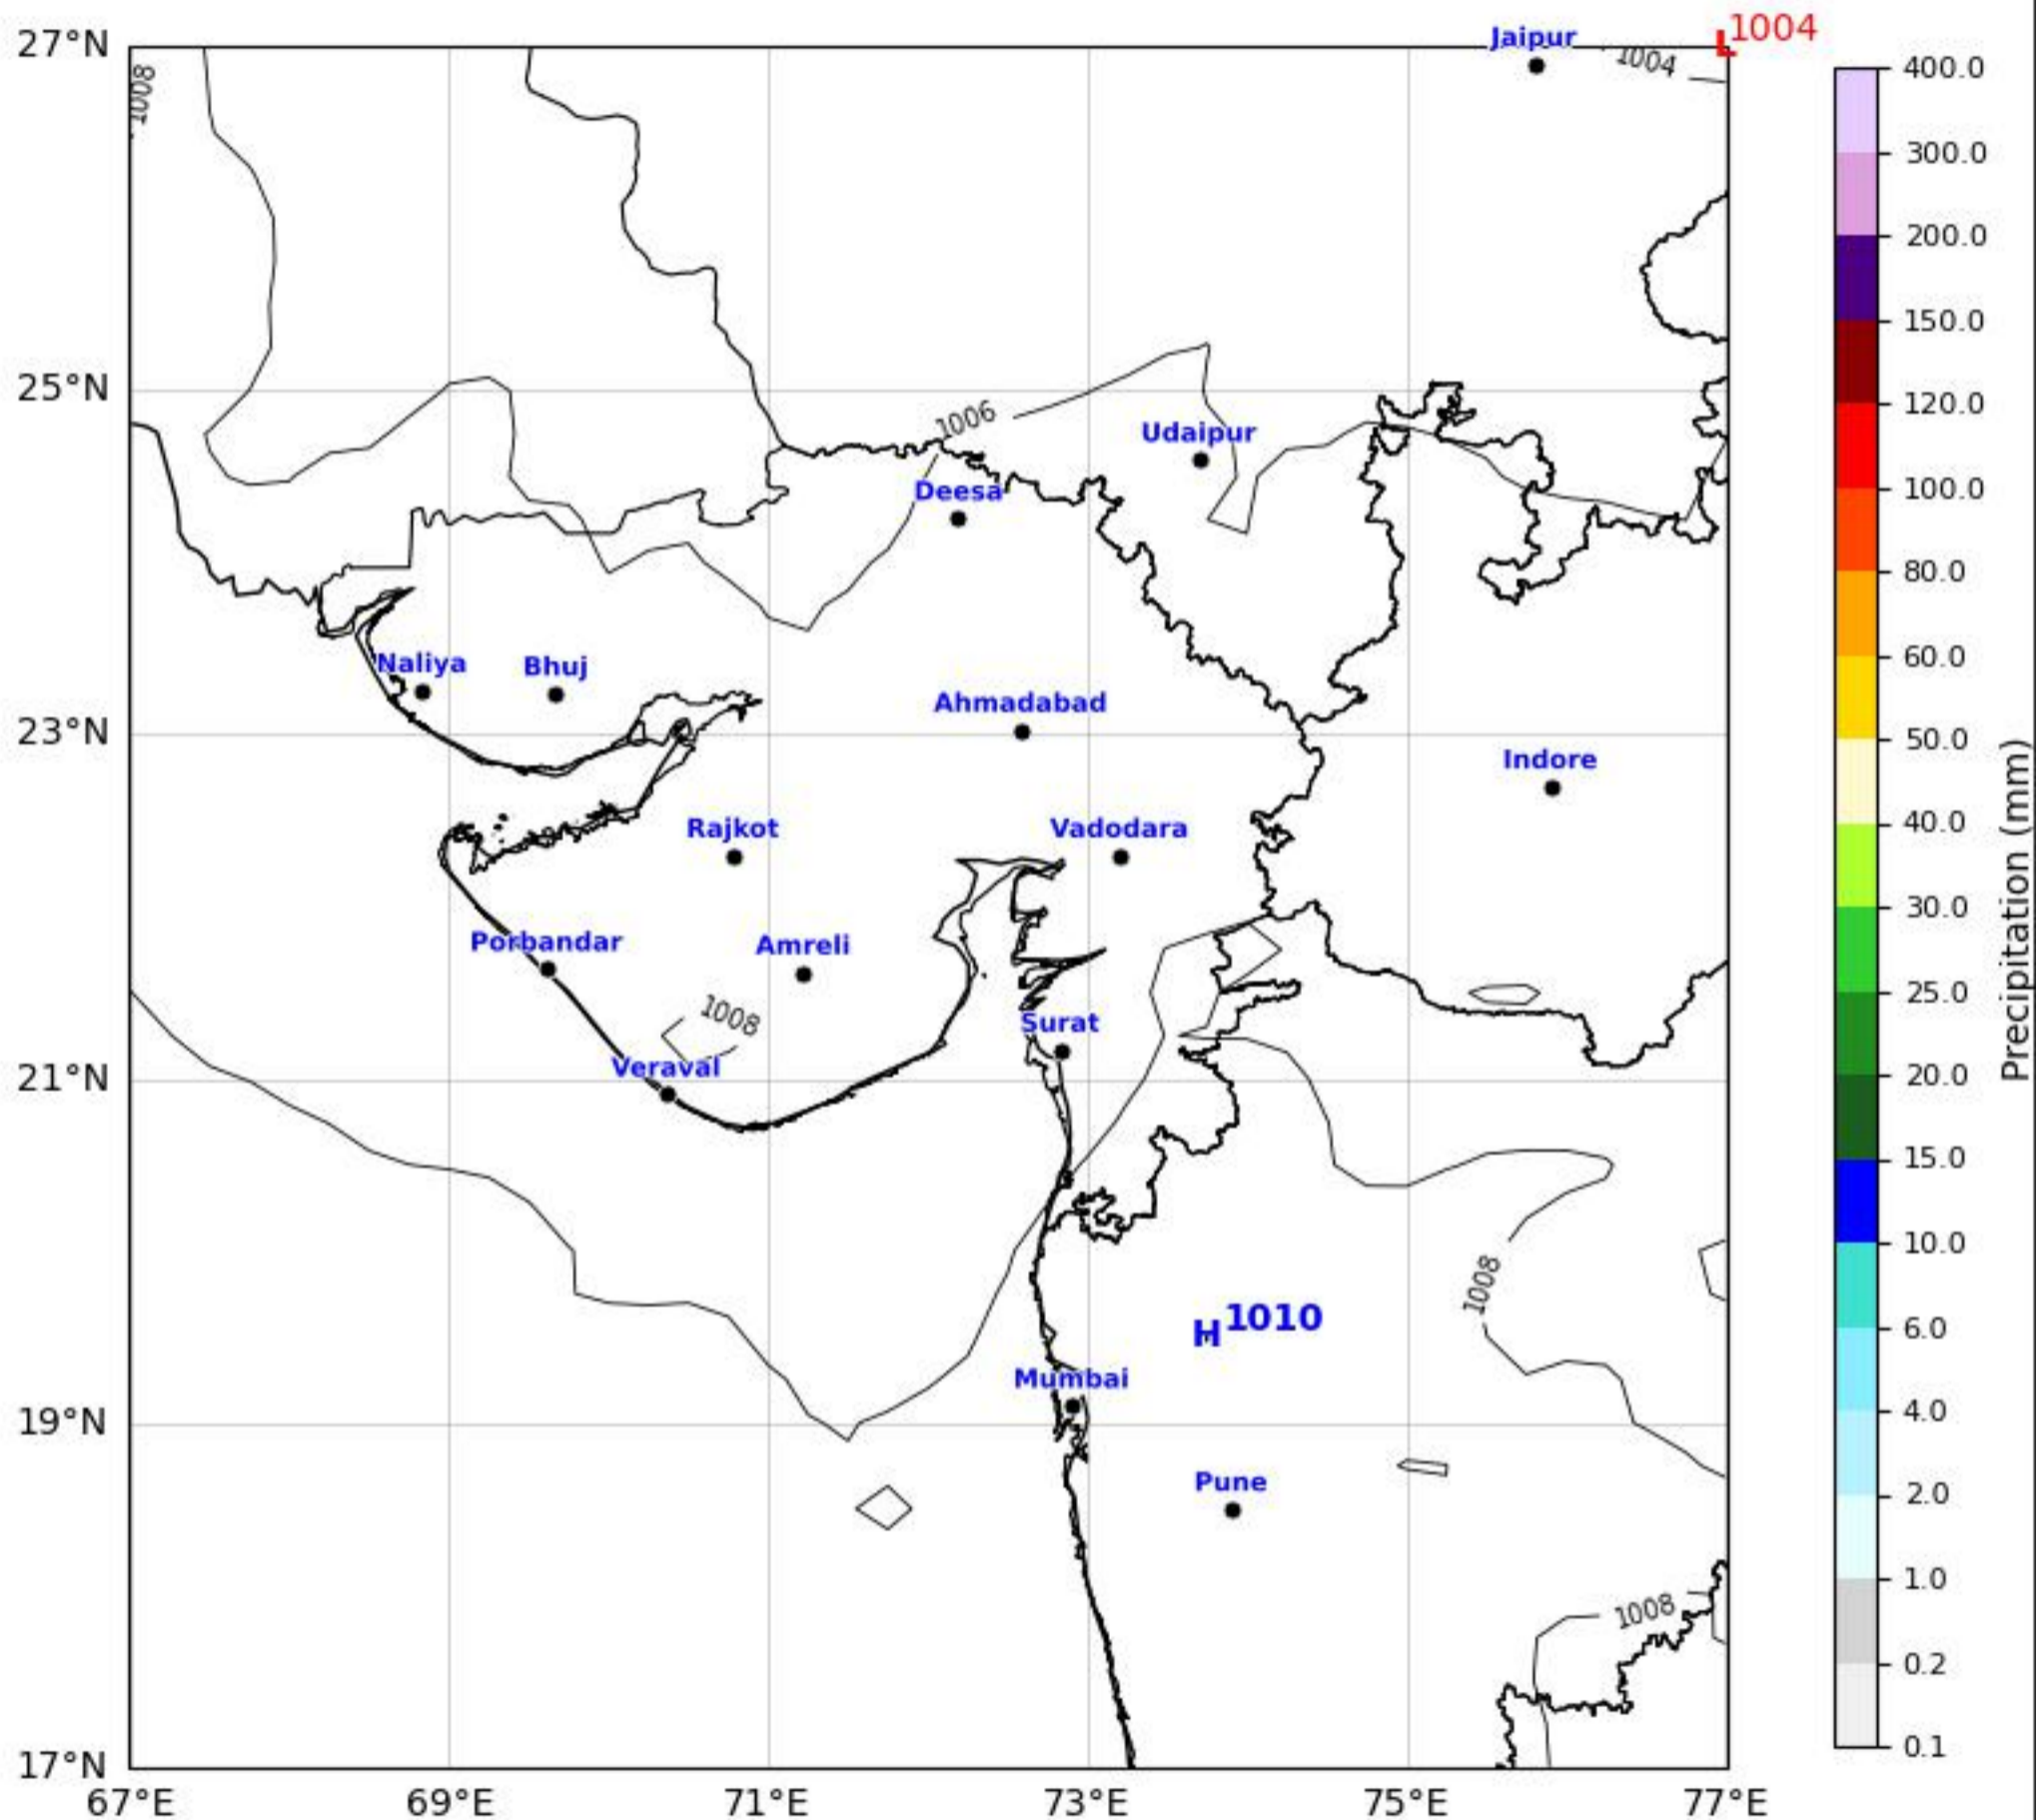 27°N
1008
Jaipur
1004
L1004
400.0
300.0
200.0
150.0
25°N
1006
Udaipur
120.0
Deesa
100.0
80.0
Naliya
Bhuj
60.0
Ahmadabad
23°N
50.0
Indore
Precipitation (mm)
Rajkot
Vadodara
40.0
30.0
Porbandar
Amreli
25.0
1008
Surat
Veraval
21°N
20.0
15.0
10.0
1008
H1010
6.0
Mumbai
4.0
19°N
Pune
2.0
1.0
1008
0.2
0.1
17°N
67°E
69°E
71°E
73°E
75°E
77°E